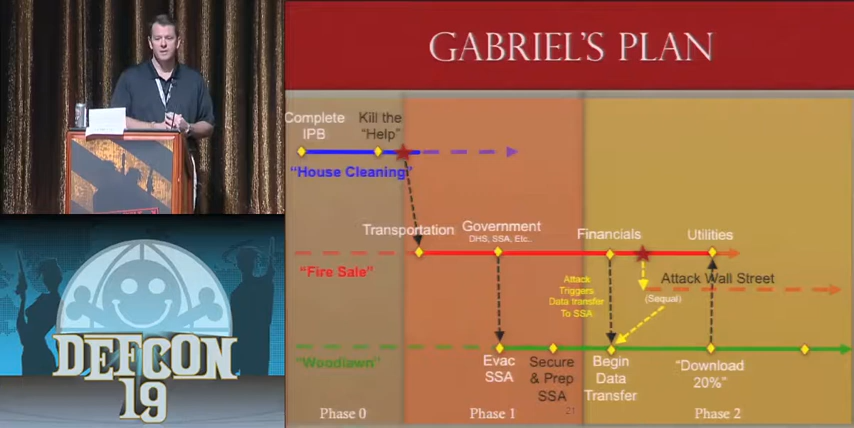 GABRIEL'S PLAN
Complete
IPB
Kill the
"Help"
"House Cleaning"
Transportation
Government
DHS, SSA, Etc..
Financials
Utilities
"Fire Sale"
Attack
Triggers
Data transfer
To SSA
Attack Wall Street
(Sequal)
"Woodlawn"
Evac
SSA
Secure
& Prep
SSA
Begin
Data
Transfer
"Download
20%"
21
Phase 0
Phase 1
Phase 2
DEFCON
19